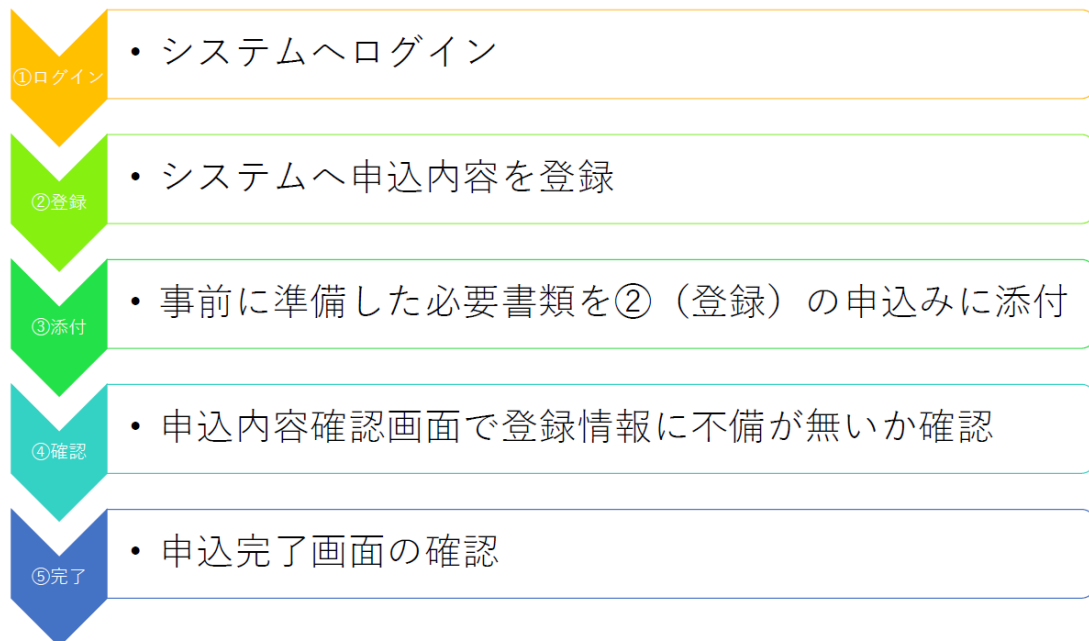 ①ログイン
• システムへログイン
②登録
• システムへ申込内容を登録
③添付
• 事前に準備した必要書類を②（登録）の申込みに添付
④確認
• 申込内容確認画面で登録情報に不備が無いか確認
⑤完了
• 申込完了画面の確認